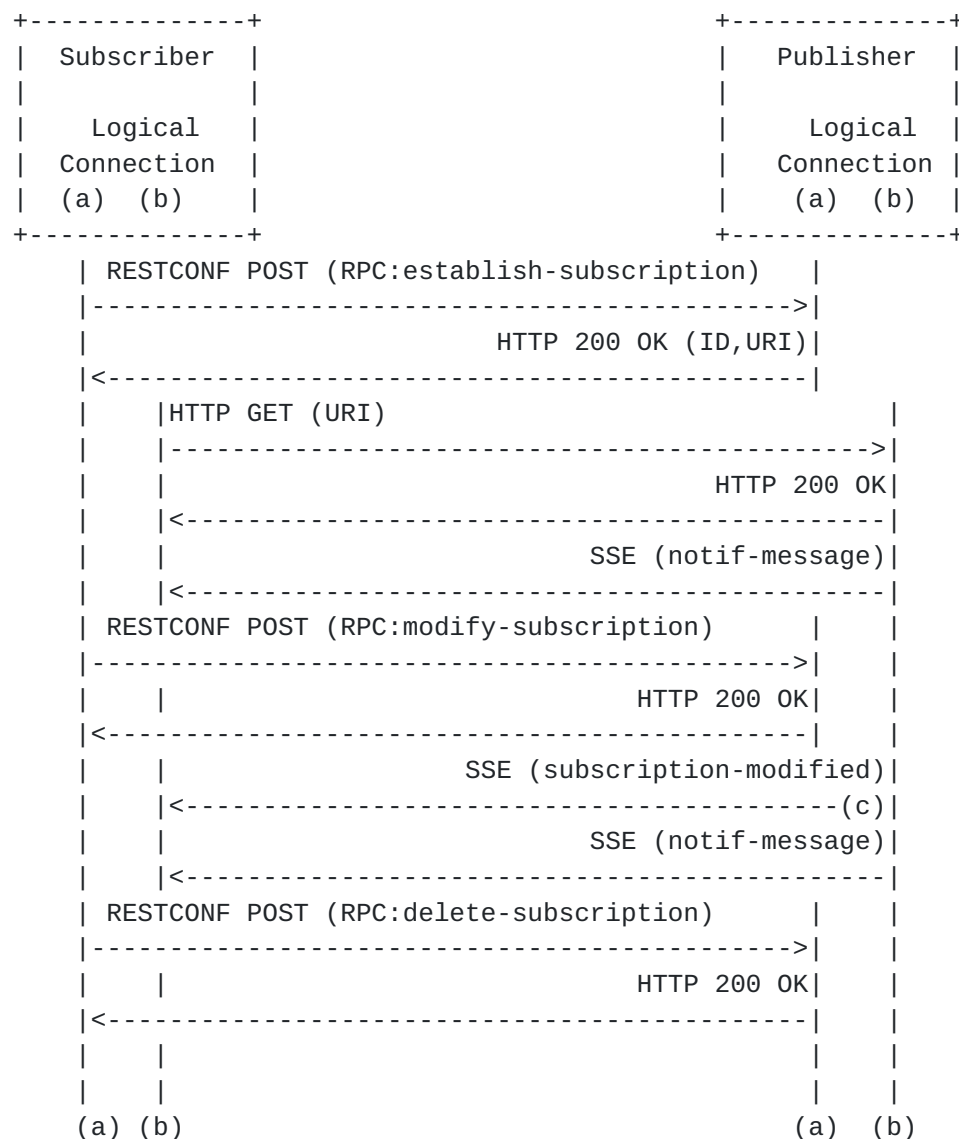 +--------------+ +--------------+
| Subscriber | | Publisher |
| | | |
| Logical | | Logical |
| Connection | | Connection |
| (a) (b) | | (a) (b) |
+--------------+ +--------------+
| RESTCONF POST (RPC:establish-subscription) |
|--------------------------------------------->|
| HTTP 200 OK (ID,URI)|
|<---------------------------------------------|
| |HTTP GET (URI) |
| |--------------------------------------------->|
| | HTTP 200 OK|
| |<---------------------------------------------|
| | SSE (notif-message)|
| |<---------------------------------------------|
| RESTCONF POST (RPC:modify-subscription) | |
|--------------------------------------------->| |
| | HTTP 200 OK| |
|<---------------------------------------------| |
| | SSE (subscription-modified)|
| |<------------------------------------------(c)|
| | SSE (notif-message)|
| |<---------------------------------------------|
| RESTCONF POST (RPC:delete-subscription) | |
|--------------------------------------------->| |
| | HTTP 200 OK| |
|<---------------------------------------------| |
| | | |
| | | |
(a) (b) (a) (b)